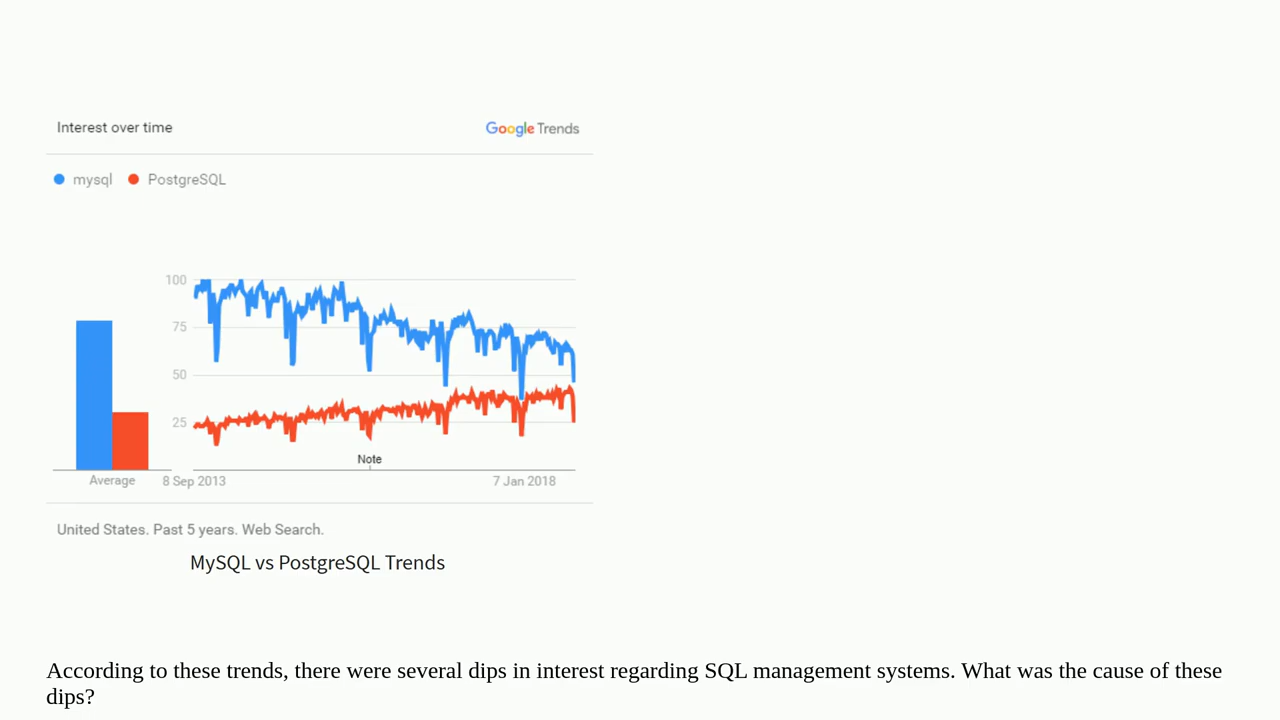 Interest over time
Google Trends
mysql PostgreSQL
100
75
50
25
Note
Average 8 Sep 2013 7 Jan 2018
United States. Past 5 years. Web Search.
MySQL vs PostgreSQL Trends
According to these trends, there were several dips in interest regarding SQL management systems. What was the cause of these
dips?